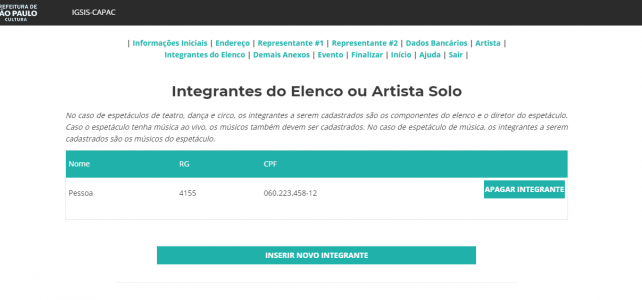 PREFEITURA DE
SÃO PAULO
CULTURA
IGSIS-CAPAC
| Informações Iniciais | Endereço | Representante #1 | Representante #2 | Dados Bancários | Artista |
Integrantes do Elenco | Demais Anexos | Evento | Finalizar | Início | Ajuda | Sair |
Integrantes do Elenco ou Artista Solo
No caso de espetáculos de teatro, dança e circo, os integrantes a serem cadastrados são os componentes do elenco e o diretor do espetáculo.
Caso o espetáculo tenha música ao vivo, os músicos também devem ser cadastrados. No caso de espetáculo de música, os integrantes a serem
cadastrados são os músicos do espetáculo.
Nome RG CPF
Pessoa 4155 060.223.458-12 APAGAR INTEGRANTE
INSERIR NOVO INTEGRANTE